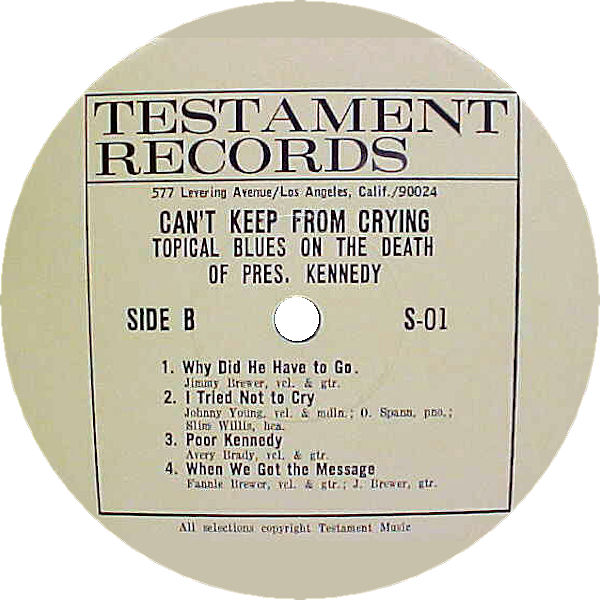 TESTAMENT
RECORDS
577 Levering Avenue/Los Angeles, Calif./90024
CAN'T KEEP FROM CRYING
TOPICAL BLUES ON THE DEATH
OF PRES. KENNEDY
SIDE B
S-01
1. Why Did He Have to Go.
Jimmy Brewer, vcl. & gtr.
2. I Tried Not to Cry
Johnny Young, vcl. & mdln.; O. Spann, pno.;
Slim Willis, hca.
3. Poor Kennedy
Avery Brady, vcl. & gtr.
4. When We Got the Message
Fannie Brewer, vcl. & gtr.; J. Brewer, gtr.
All selections copyright Testament Music